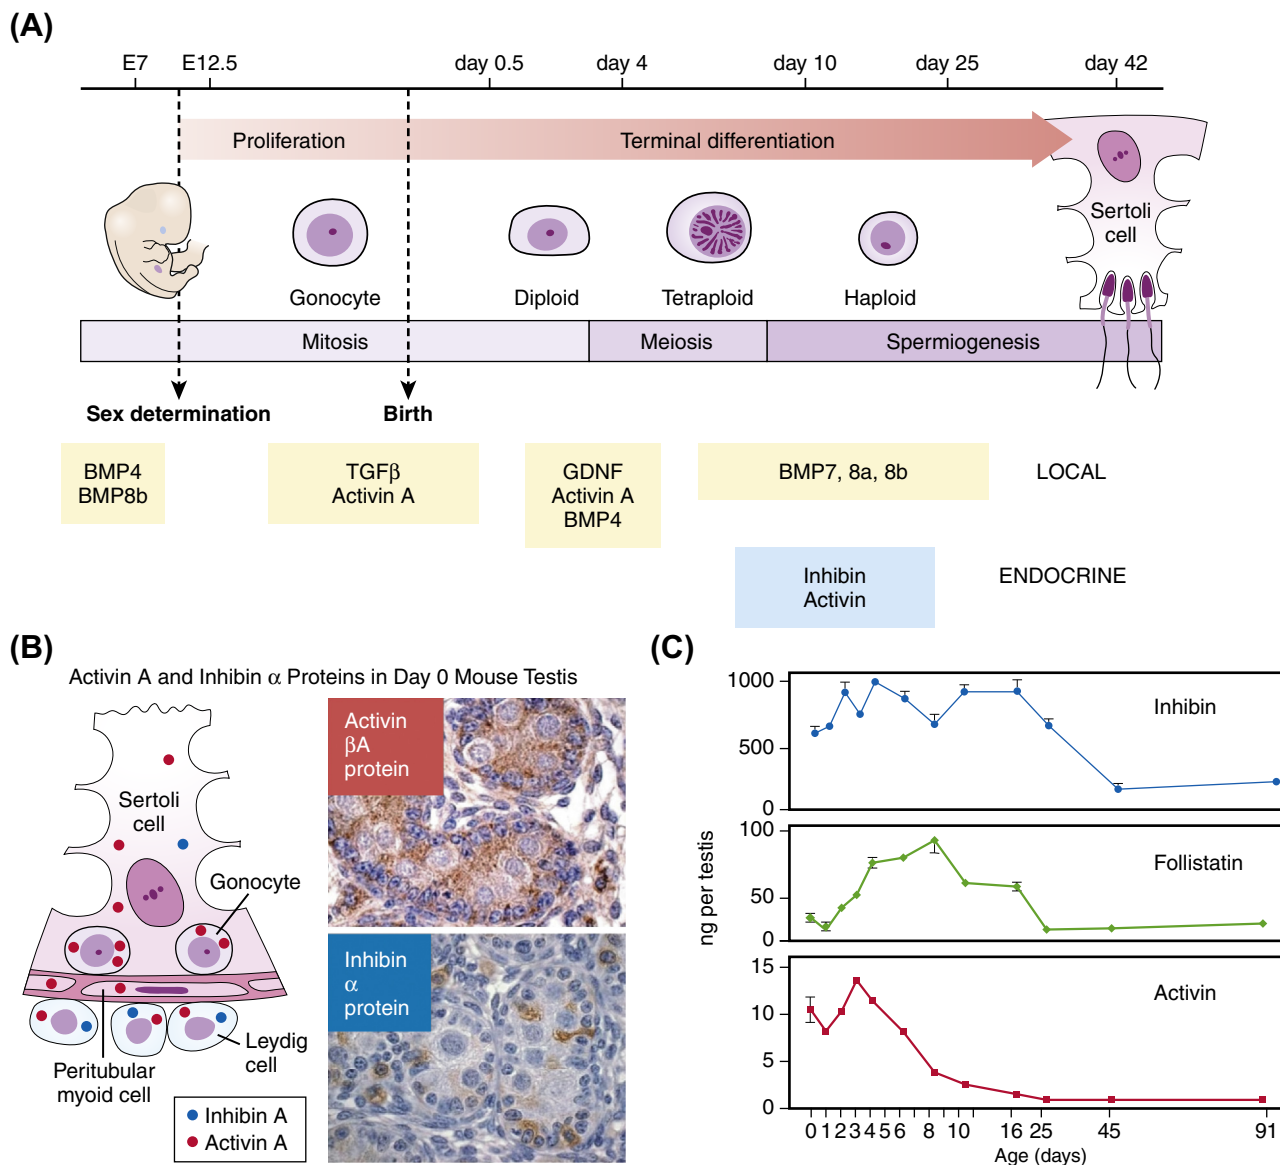 (A)
E7
E12.5
day 0.5
day 4
day 10
day 25
day 42
Proliferation
Terminal differentiation
Sertoli
cell
Gonocyte
Diploid
Tetraploid
Haploid
Mitosis
Meiosis
Spermiogenesis
Sex determination
Birth
BMP4
BMP8b
TGFβ
Activin A
GDNF
Activin A
BMP4
BMP7, 8a, 8b
LOCAL
Inhibin
Activin
ENDOCRINE
(B)
Activin A and Inhibin α Proteins in Day 0 Mouse Testis
Sertoli
cell
Gonocyte
Leydig
cell
Peritubular
myoid cell
Inhibin A
Activin A
Activin
βA
protein
Inhibin
α
protein
(C)
ng per testis
1000
500
0
Inhibin
100
50
0
Follistatin
15
10
5
0
Activin
0 1 2 3 4 5 6 8 10 16 25 45 91
Age (days)